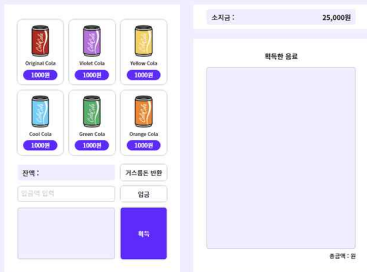 Original Cola
Violet Cola
Yellow Cola
1000원
1000원
1000원
Cool Cola
Green Cola
Orange Cola
1000원
1000원
1000원
잔액 :
거스름돈 반환
입금액 입력
입금
획득
소지금 :
25,000원
획득한 음료
총금액 : 원